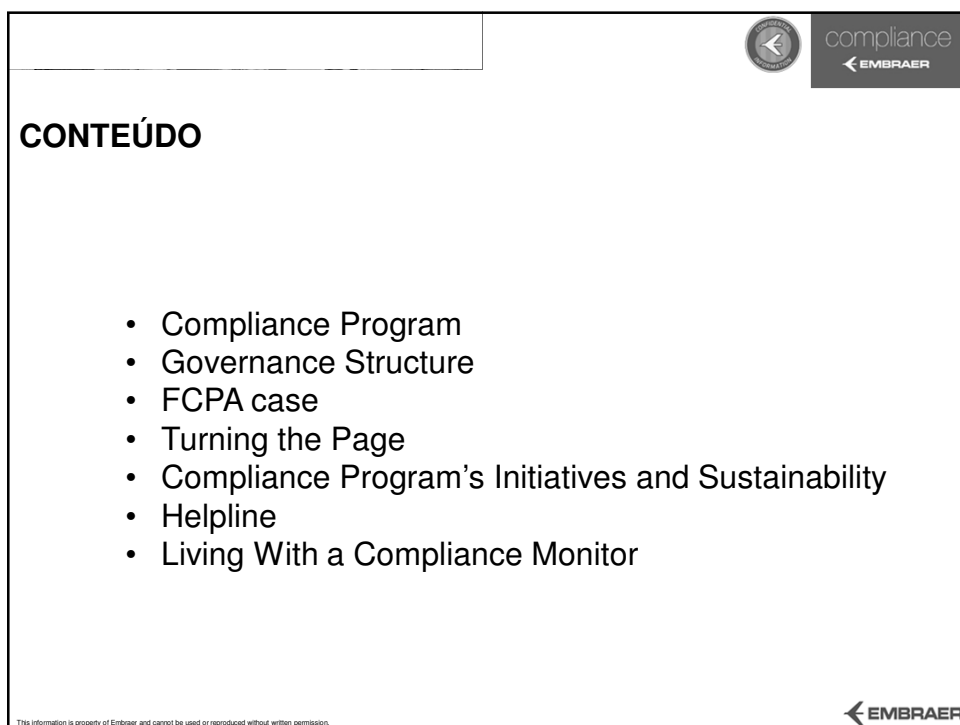 CONFIDENTIAL
INFORMATION
compliance
EMBRAER
CONTEÚDO
• Compliance Program
• Governance Structure
• FCPA case
• Turning the Page
• Compliance Program's Initiatives and Sustainability
• Helpline
• Living With a Compliance Monitor
This information is property of Embraer and cannot be used or reproduced without written permission.
EMBRAER